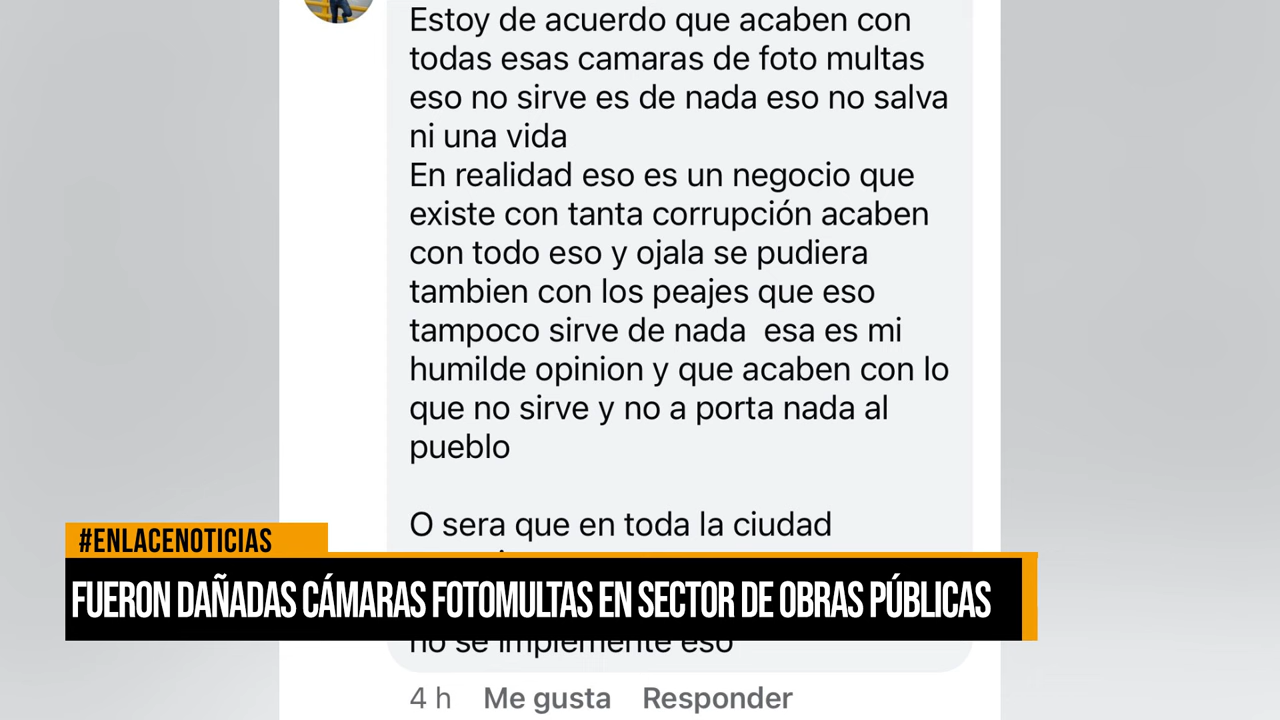 Estoy de acuerdo que acaben con
todas esas camaras de foto multas
eso no sirve es de nada eso no salva
ni una vida
En realidad eso es un negocio que
existe con tanta corrupción acaben
con todo eso y ojala se pudiera
tambien con los peajes que eso
tampoco sirve de nada  esa es mi
humilde opinion y que acaben con lo
que no sirve y no a porta nada al
pueblo
O sera que en toda la ciudad
#ENLACENOTICIAS
FUERON DAÑADAS CÁMARAS FOTOMULTAS EN SECTOR DE OBRAS PÚBLICAS
no se implemente eso
4 h Me gusta Responder